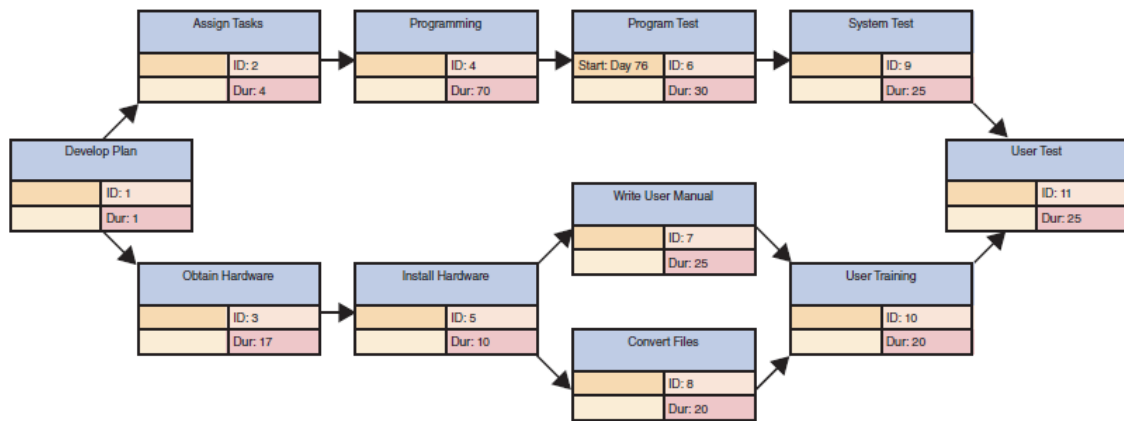 Assign Tasks
ID: 2
Dur: 4
Programming
ID: 4
Dur: 70
Program Test
Start: Day 76 ID: 6
Dur: 30
System Test
ID: 9
Dur: 25
Develop Plan
ID: 1
Dur: 1
User Test
ID: 11
Dur: 25
Write User Manual
ID: 7
Dur: 25
Obtain Hardware
ID: 3
Dur: 17
Install Hardware
ID: 5
Dur: 10
Convert Files
ID: 8
Dur: 20
User Training
ID: 10
Dur: 20